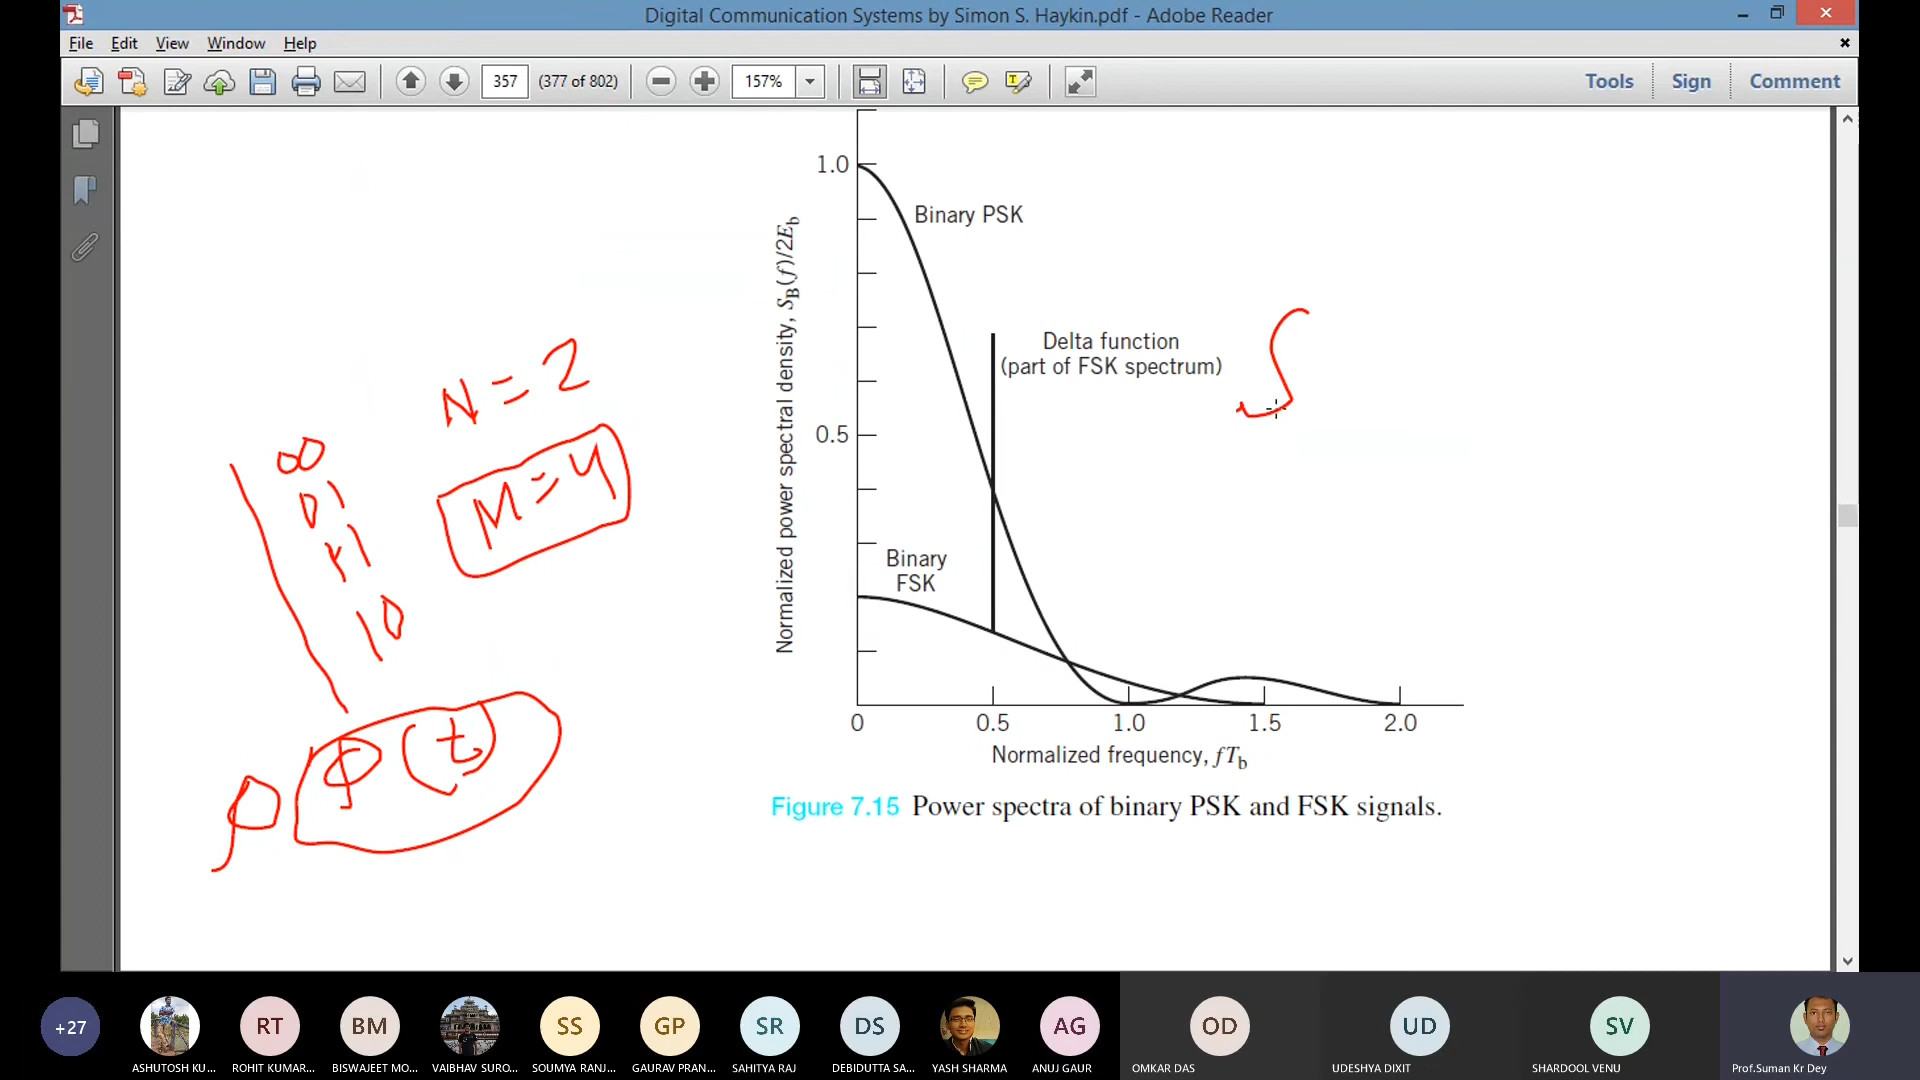 Digital Communication Systems by Simon S. Haykin.pdf - Adobe Reader
File Edit View Window Help
357 (377 of 802) 157% Tools Sign Comment
1.0
Binary PSK
Normalized power spectral density, SB(f)/2Eb
Delta function
(part of FSK spectrum)
0.5
Binary
FSK
0 0.5 1.0 1.5 2.0
Normalized frequency, fTb
Figure 7.15 Power spectra of binary PSK and FSK signals.
N = 2
M = 4
00
01
11
10
ϕ(t)
+27 RT BM SS GP SR DS AG OD UD SV
ASHUTOSH KU... ROHIT KUMAR... BISWAJEET MO... VAIBHAV SURO... SOUMYA RANJ... GAURAV PRAN... SAHITYA RAJ DEBIDUTTA SA... YASH SHARMA ANUJ GAUR OMKAR DAS UDESHYA DIXIT SHARDOOL VENU Prof.Suman Kr Dey